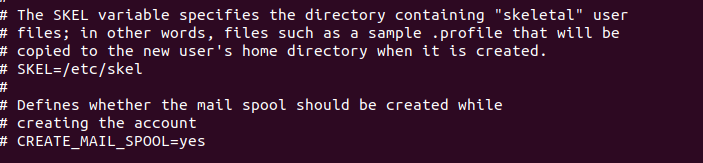 # The SKEL variable specifies the directory containing "skeletal" user
# files; in other words, files such as a sample .profile that will be
# copied to the new user's home directory when it is created.
# SKEL=/etc/skel
#
# Defines whether the mail spool should be created while
# creating the account
# CREATE_MAIL_SPOOL=yes